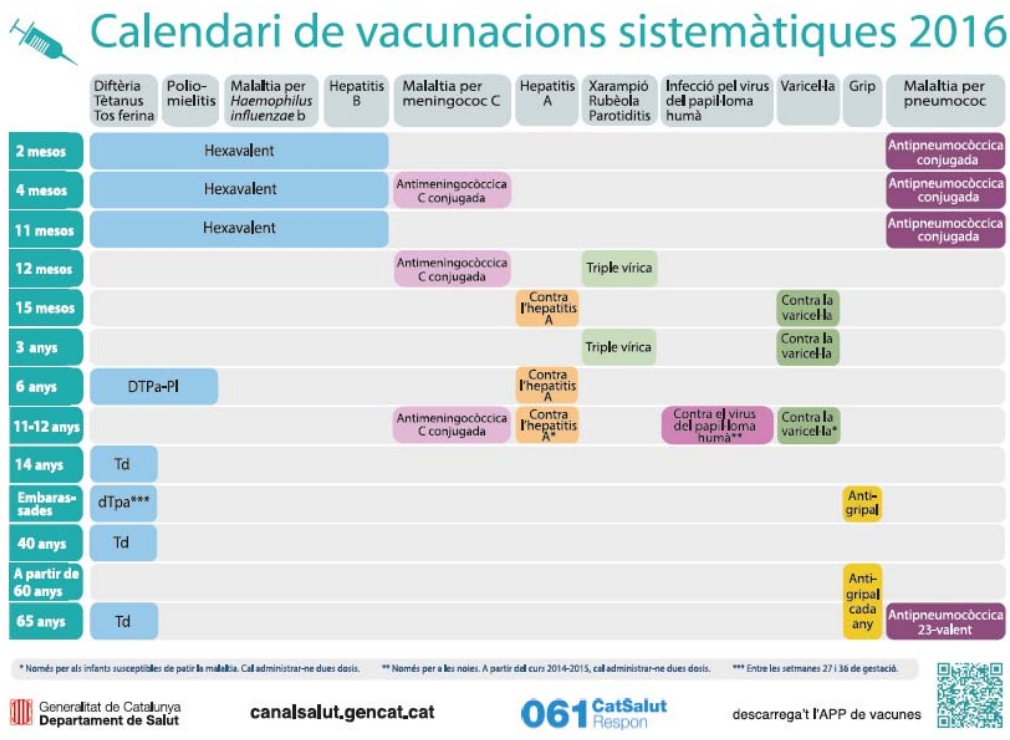 Calendari de vacunacions sistemàtiques 2016
Diftèria
Tètanus
Tos ferina
Polio-
mielitis
Malaltia per
Haemophilus
influenzae b
Hepatitis
B
Malaltia per
meningococ C
Hepatitis
A
Xarampió
Rubèola
Parotiditis
Infecció pel virus
del papil·loma
humà
Varicel·la
Grip
Malaltia per
pneumococ
2 mesos
Hexavalent
Antipneumocòccica
conjugada
4 mesos
Hexavalent
Antimeningocòccica
C conjugada
Antipneumocòccica
conjugada
11 mesos
Hexavalent
Antipneumocòccica
conjugada
12 mesos
Antimeningocòccica
C conjugada
Triple vírica
15 mesos
Contra
l'hepatitis
A
Contra la
varicel·la
3 anys
Triple vírica
Contra la
varicel·la
6 anys
DTPa-PI
Contra
l'hepatitis
A
11-12 anys
Antimeningocòccica
C conjugada
Contra
l'hepatitis
A*
Contra el virus
del papil·loma
humà**
Contra la
varicel·la*
14 anys
Td
Embaras-
sades
dTpa***
Anti-
gripal
40 anys
Td
A partir de
60 anys
Anti-
gripal
cada
any
65 anys
Td
Antipneumocòccica
23-valent
* Només per als infants susceptibles de patir la malaltia. Cal administrar-ne dues dosis.
** Només per a les noies. A partir del curs 2014-2015, cal administrar-ne dues dosis.
*** Entre les setmanes 27 i 36 de gestació.
Generalitat de Catalunya
Departament de Salut
canalsalut.gencat.cat
061 CatSalut
Respon
descarrega't l'APP de vacunes